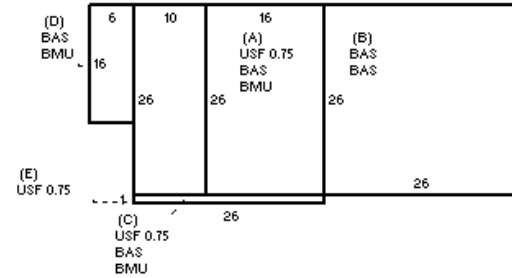 (D)
BAS
BMU
6
10
16
(A)
USF 0.75
BAS
BMU
(B)
BAS
BAS
16
26
26
26
(E)
USF 0.75
1
26
26
(C)
USF 0.75
BAS
BMU